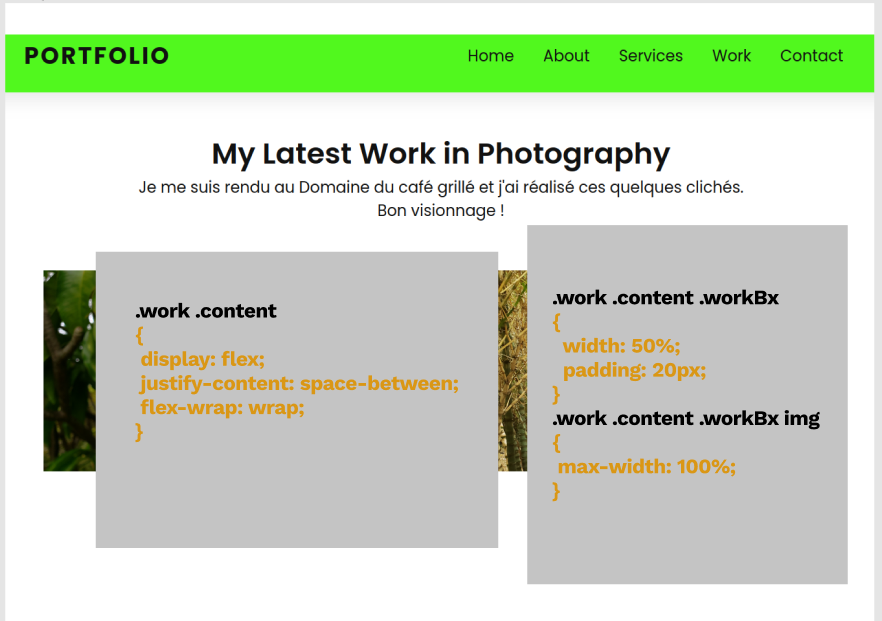 PORTFOLIO
Home About Services Work Contact
My Latest Work in Photography
Je me suis rendu au Domaine du café grillé et j'ai réalisé ces quelques clichés.
Bon visionnage !
.work .content
{
display: flex;
justify-content: space-between;
flex-wrap: wrap;
}
.work .content .workBx
{
width: 50%;
padding: 20px;
}
.work .content .workBx img
{
max-width: 100%;
}